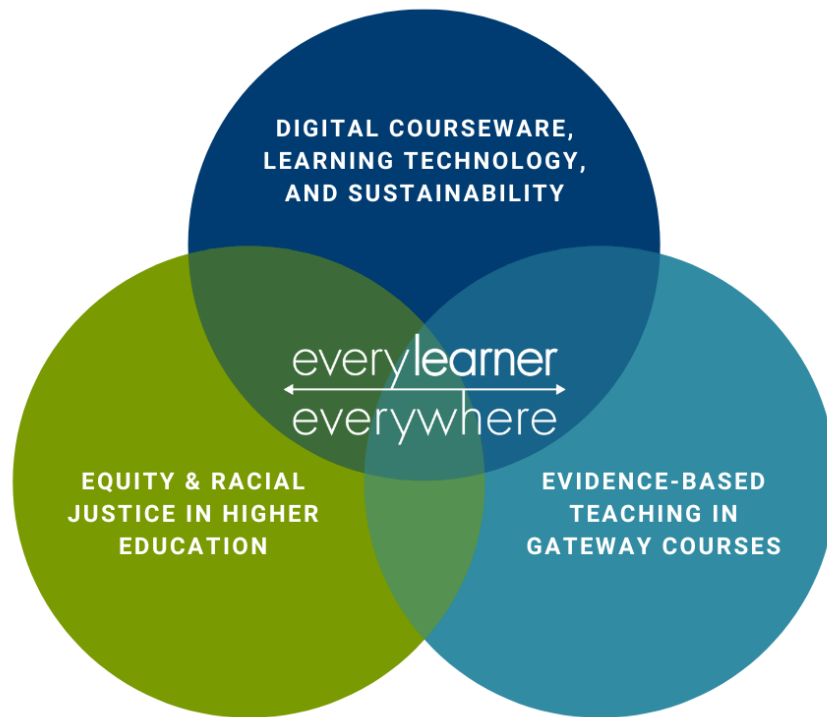 DIGITAL COURSEWARE,
LEARNING TECHNOLOGY,
AND SUSTAINABILITY
everylearner
everywhere
EQUITY & RACIAL
JUSTICE IN HIGHER
EDUCATION
EVIDENCE-BASED
TEACHING IN
GATEWAY COURSES